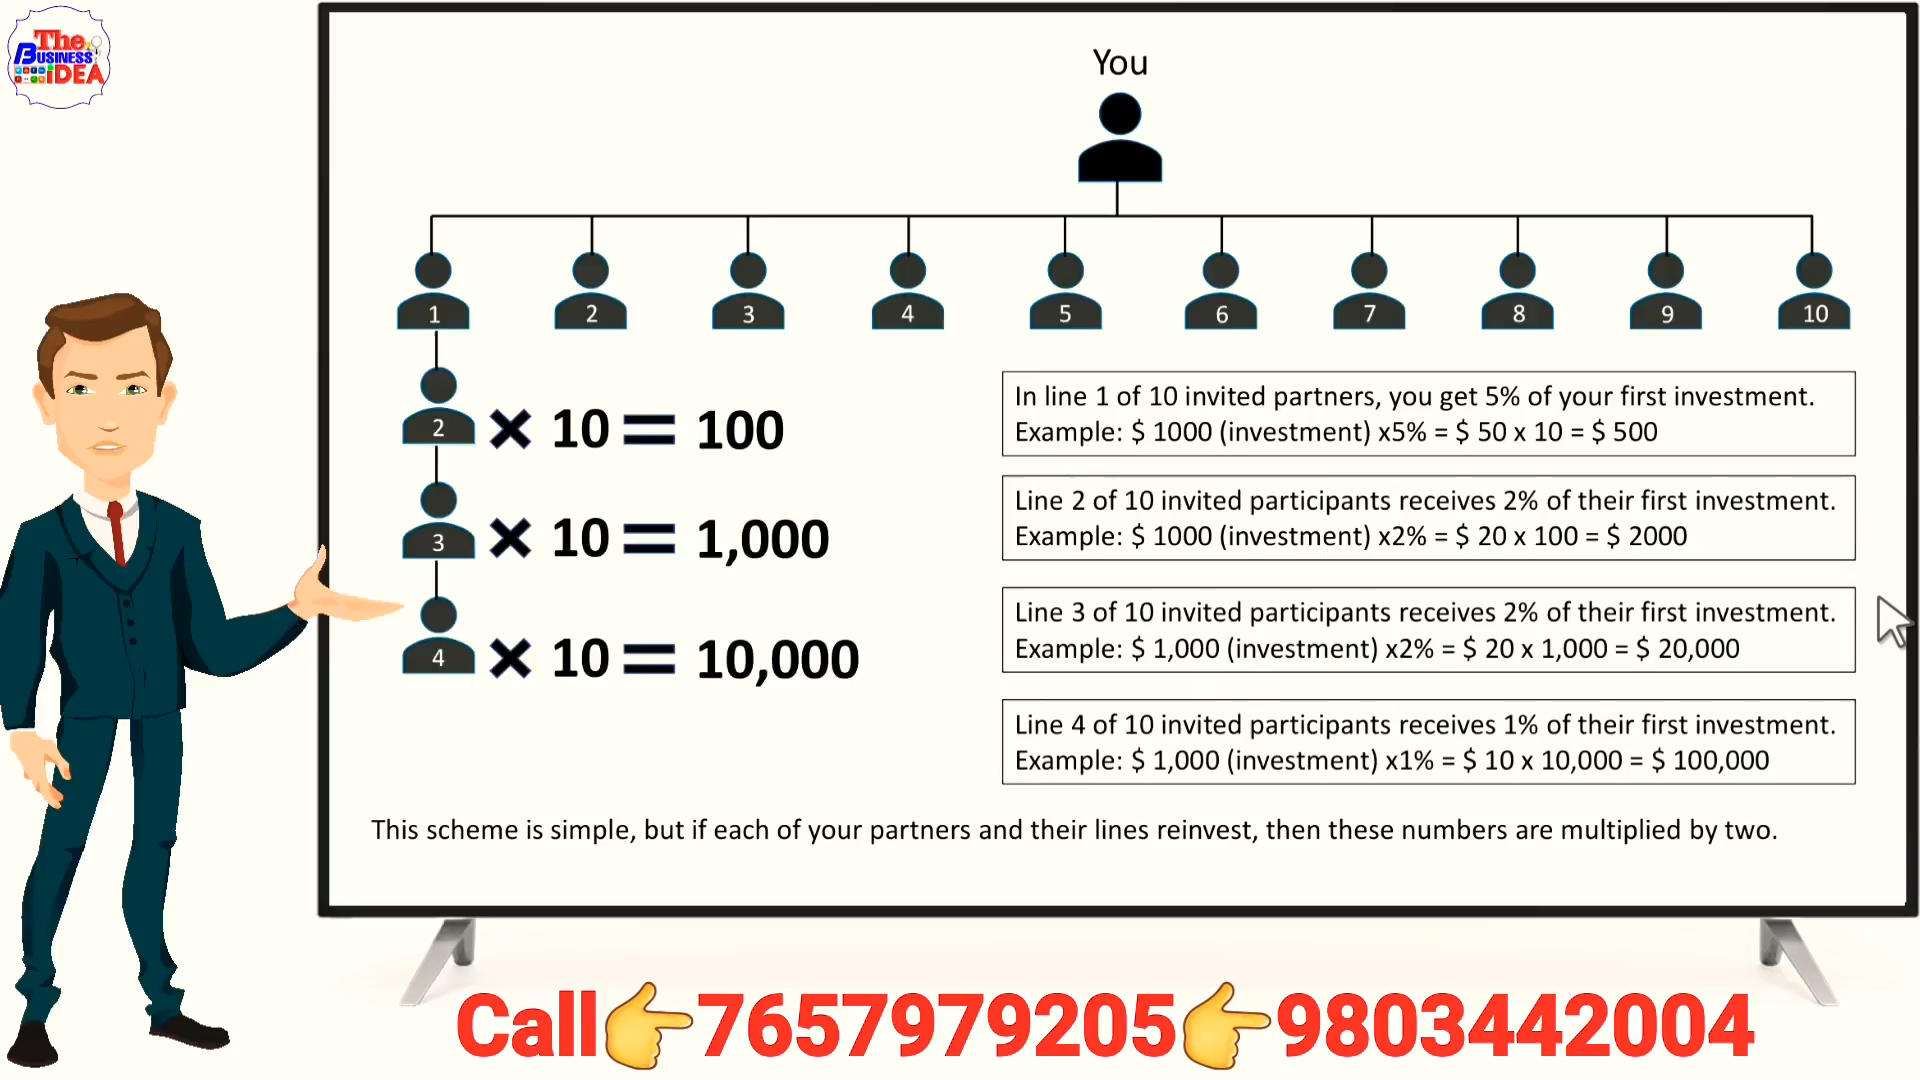 The
BUSINESS
iDEA
You
1 2 3 4 5 6 7 8 9 10
2 × 10 = 100
3 × 10 = 1,000
4 × 10 = 10,000
In line 1 of 10 invited partners, you get 5% of your first investment.
Example: $ 1000 (investment) x5% = $ 50 x 10 = $ 500
Line 2 of 10 invited participants receives 2% of their first investment.
Example: $ 1000 (investment) x2% = $ 20 x 100 = $ 2000
Line 3 of 10 invited participants receives 2% of their first investment.
Example: $ 1,000 (investment) x2% = $ 20 x 1,000 = $ 20,000
Line 4 of 10 invited participants receives 1% of their first investment.
Example: $ 1,000 (investment) x1% = $ 10 x 10,000 = $ 100,000
This scheme is simple, but if each of your partners and their lines reinvest, then these numbers are multiplied by two.
Call👉7657979205👉9803442004